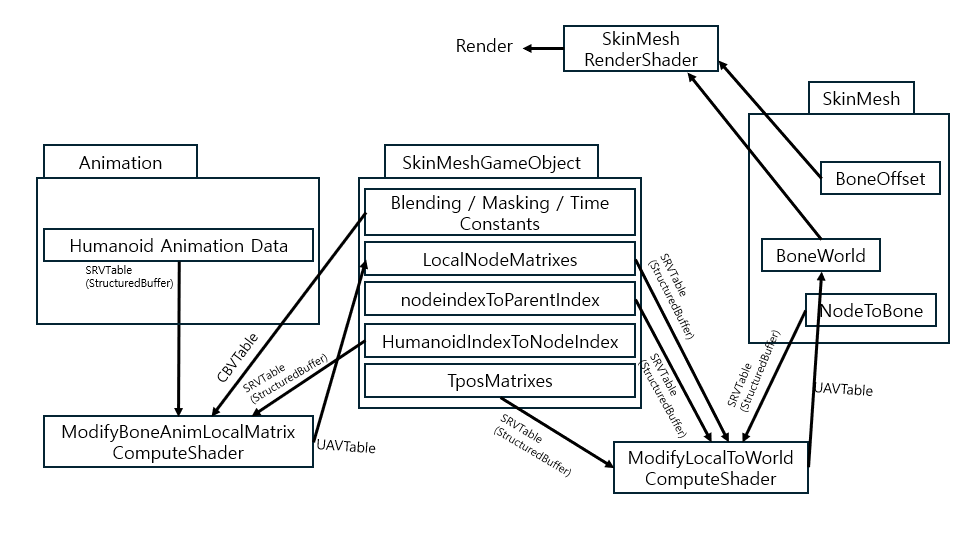 Render
SkinMesh
RenderShader
SkinMesh
BoneOffset
BoneWorld
NodeToBone
Animation
Humanoid Animation Data
SRVTable
(StructuredBuffer)
SkinMeshGameObject
Blending / Masking / Time
Constants
LocalNodeMatrixes
nodeindexToParentIndex
HumanoidIndexToNodeIndex
TposMatrixes
CBVTable
SRVTable
(StructuredBuffer)
UAVTable
ModifyBoneAnimLocalMatrix
ComputeShader
SRVTable
(StructuredBuffer)
SRVTable
(StructuredBuffer)
SRVTable
(StructuredBuffer)
SRVTable
(StructuredBuffer)
UAVTable
ModifyLocalToWorld
ComputeShader